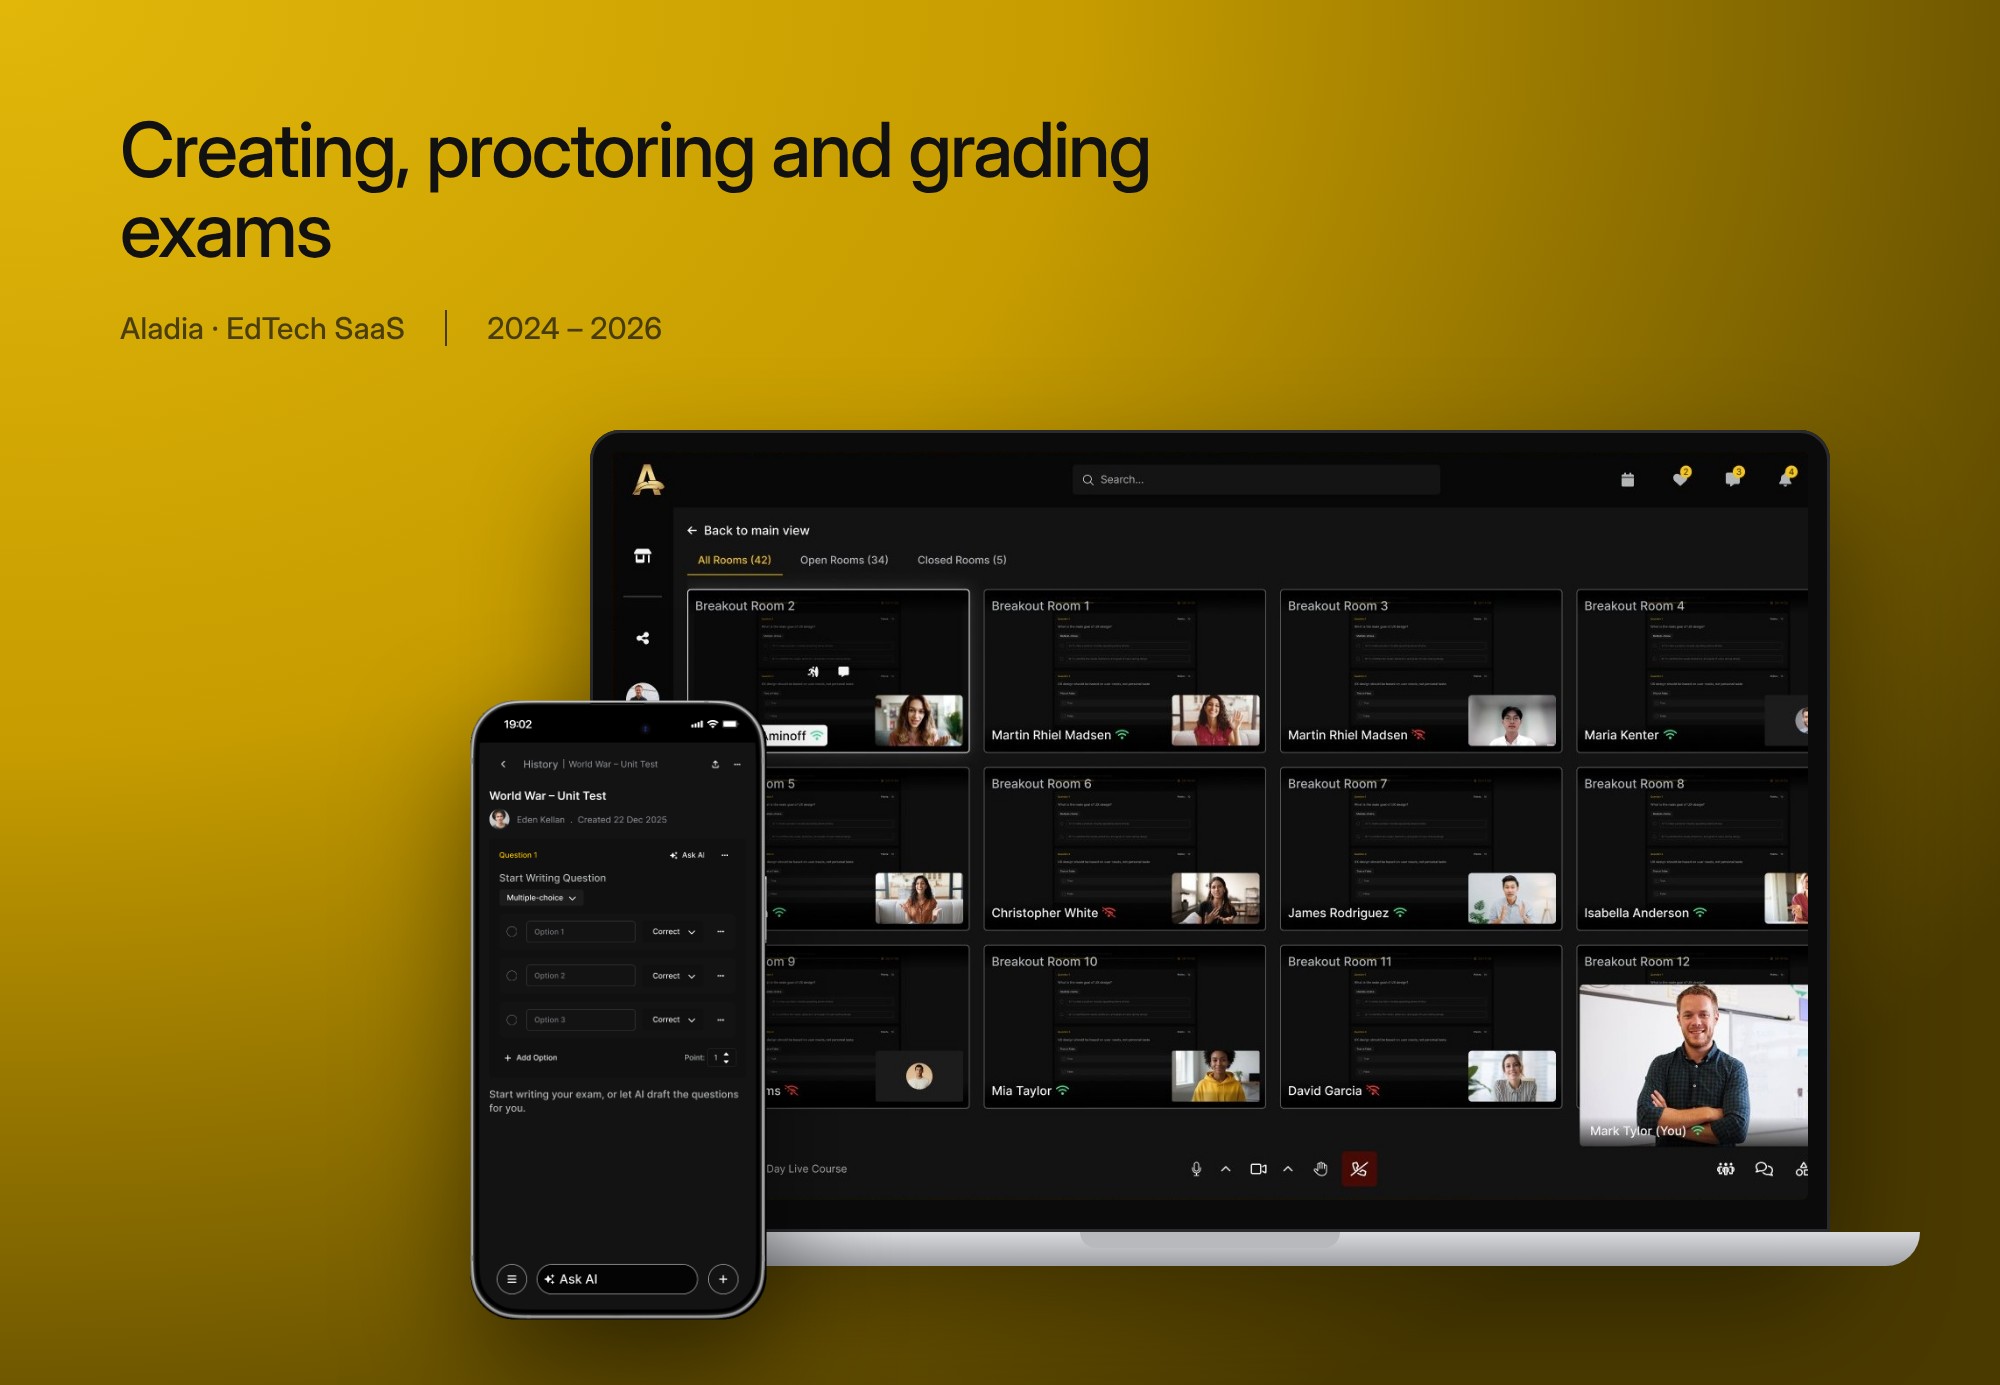 Creating, proctoring and grading
exams
Aladia · EdTech SaaS
2024 – 2026
Search...
2
3
4
Back to main view
All Rooms (42)
Open Rooms (34)
Closed Rooms (5)
Breakout Room 2
Breakout Room 1
Breakout Room 3
Breakout Room 4
Aminoff
Martin Rhiel Madsen
Martin Rhiel Madsen
Maria Kenter
om 5
Breakout Room 6
Breakout Room 7
Breakout Room 8
Christopher White
James Rodriguez
Isabella Anderson
om 9
Breakout Room 10
Breakout Room 11
Breakout Room 12
ms
Mia Taylor
David Garcia
Mark Tylor (You)
Day Live Course
19:02
History | World War – Unit Test
World War – Unit Test
Eden Kellan . Created 22 Dec 2025
Question 1
Ask AI
Start Writing Question
Multiple-choice
Option 1
Correct
Option 2
Correct
Option 3
Correct
Add Option
Point: 1
Start writing your exam, or let AI draft the questions
for you.
Ask AI